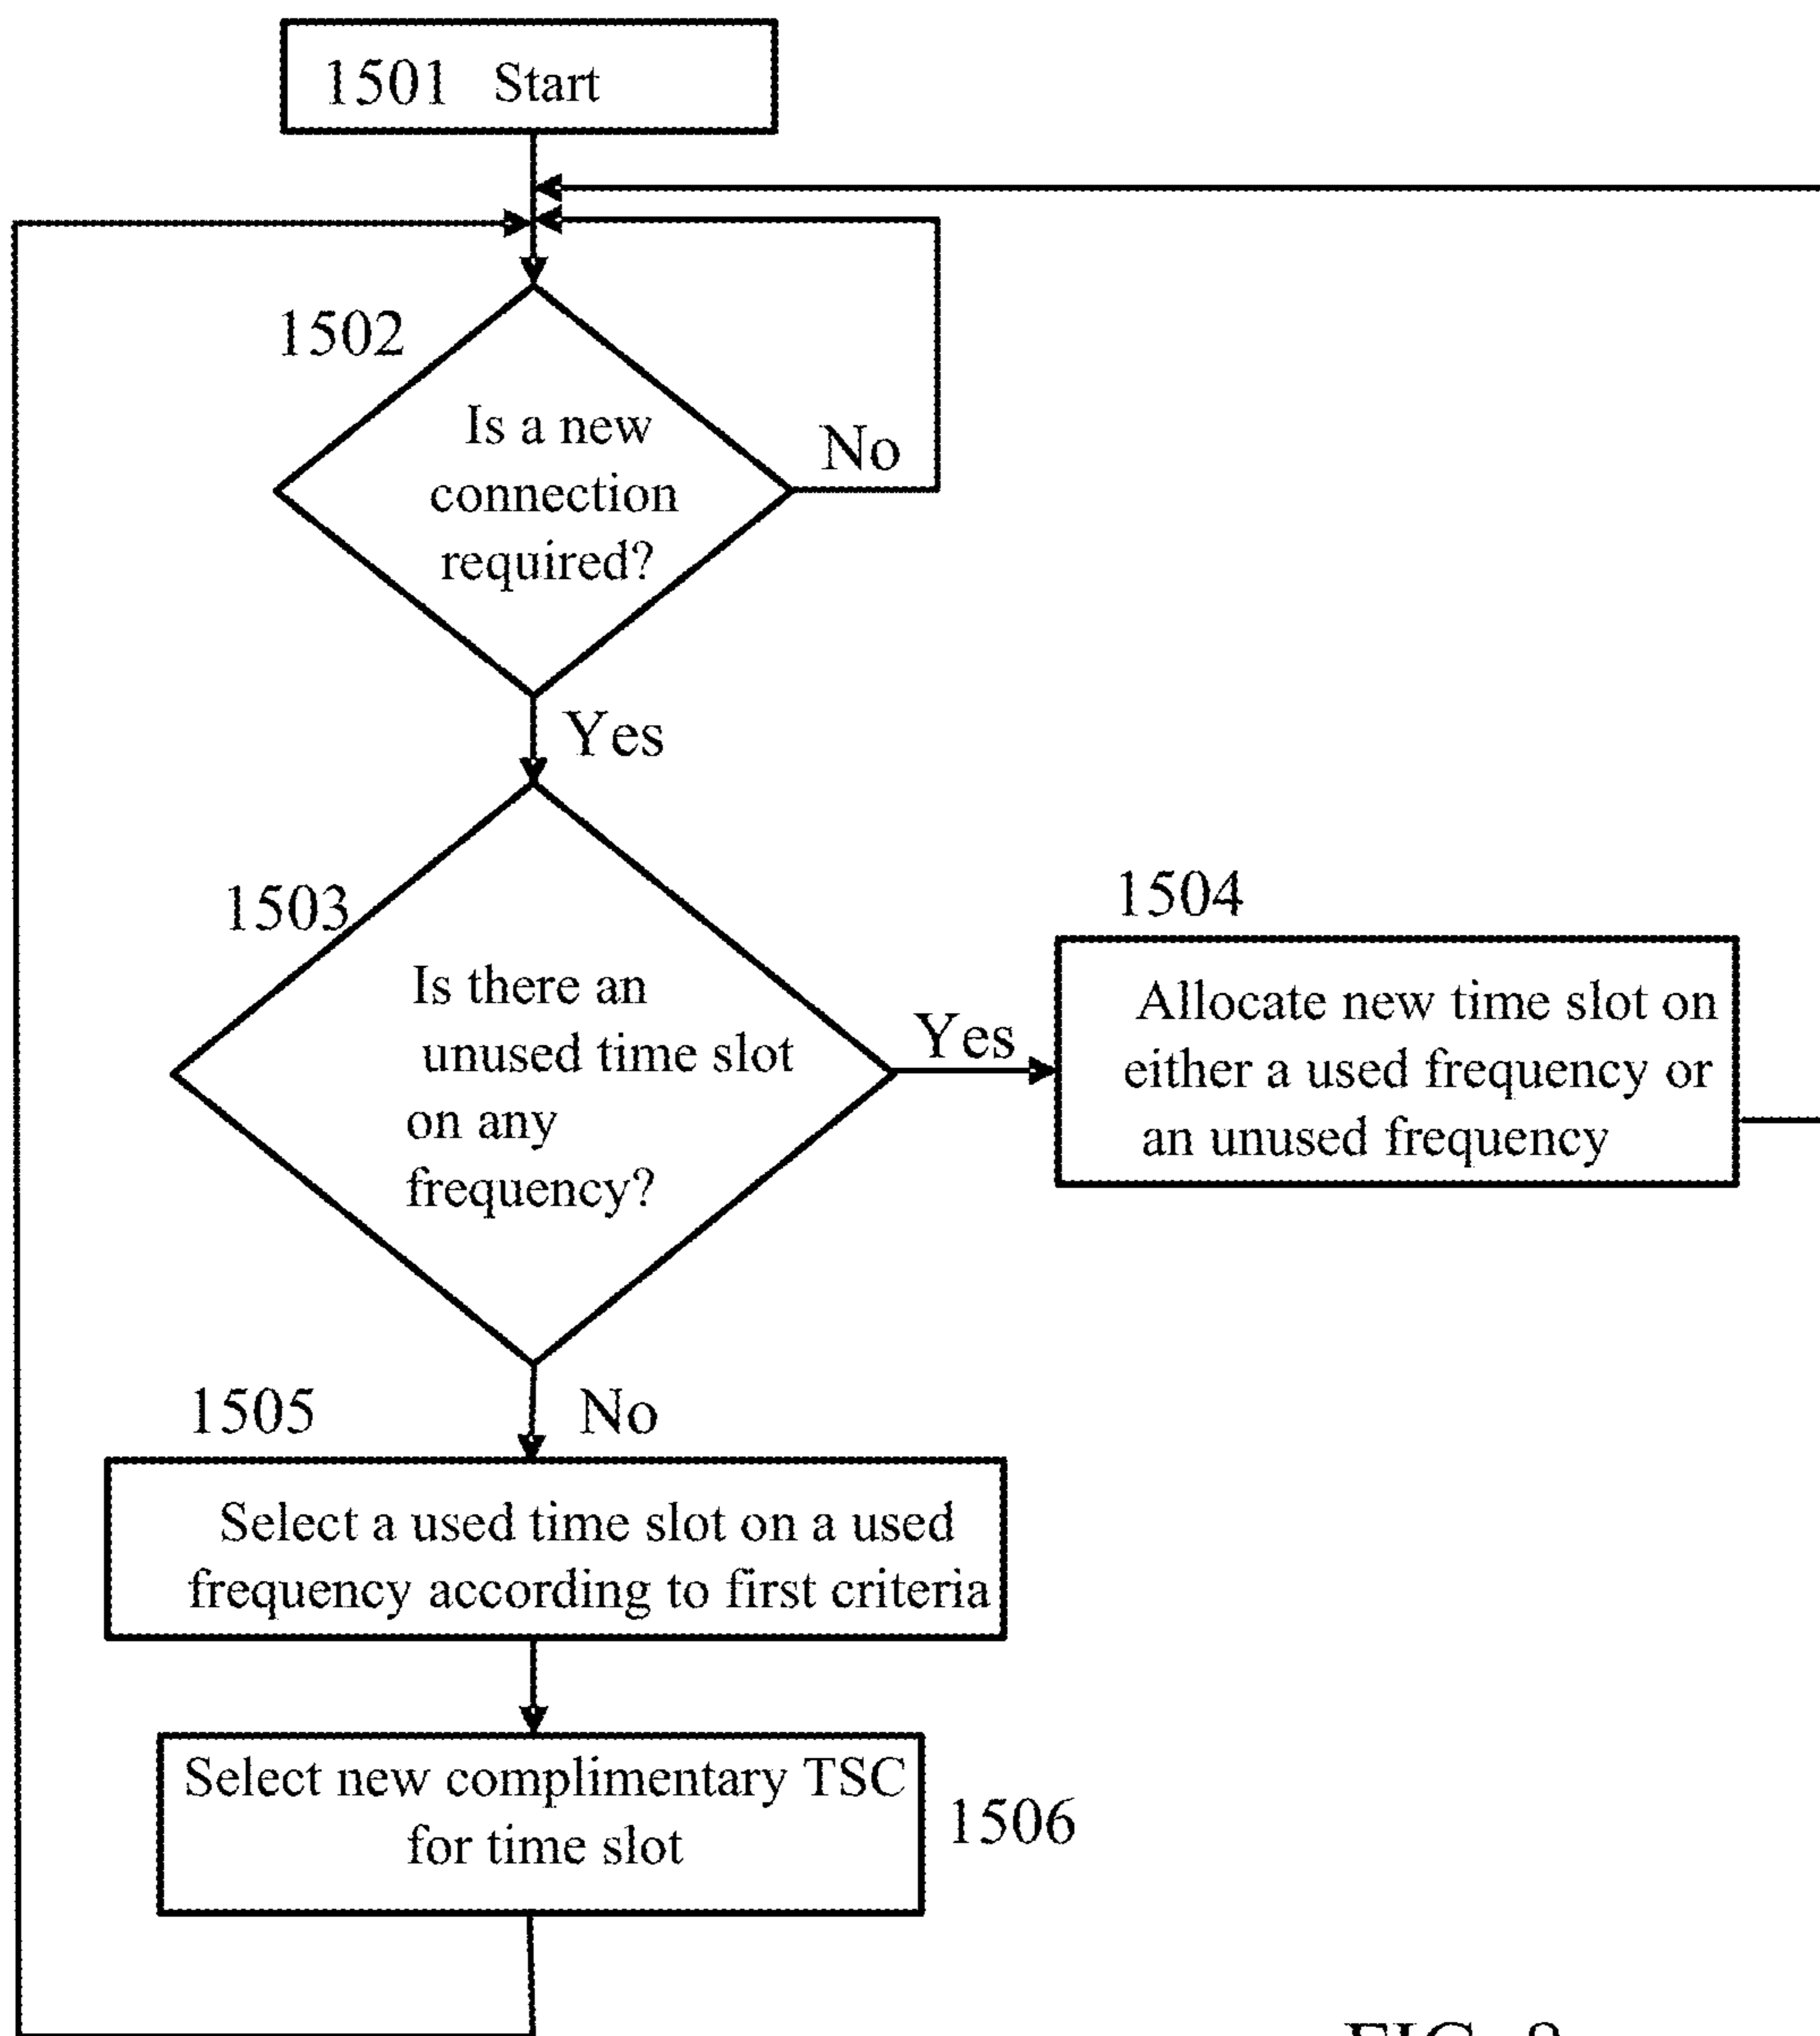 1501 Start
1502
Is a new
connection
required?
No
Yes
1503
Is there an
unused time slot
on any
frequency?
Yes
1504
Allocate new time slot on
either a used frequency or
an unused frequency
1505
No
Select a used time slot on a used
frequency according to first criteria
Select new complimentary TSC
for time slot
1506
FIG. 8